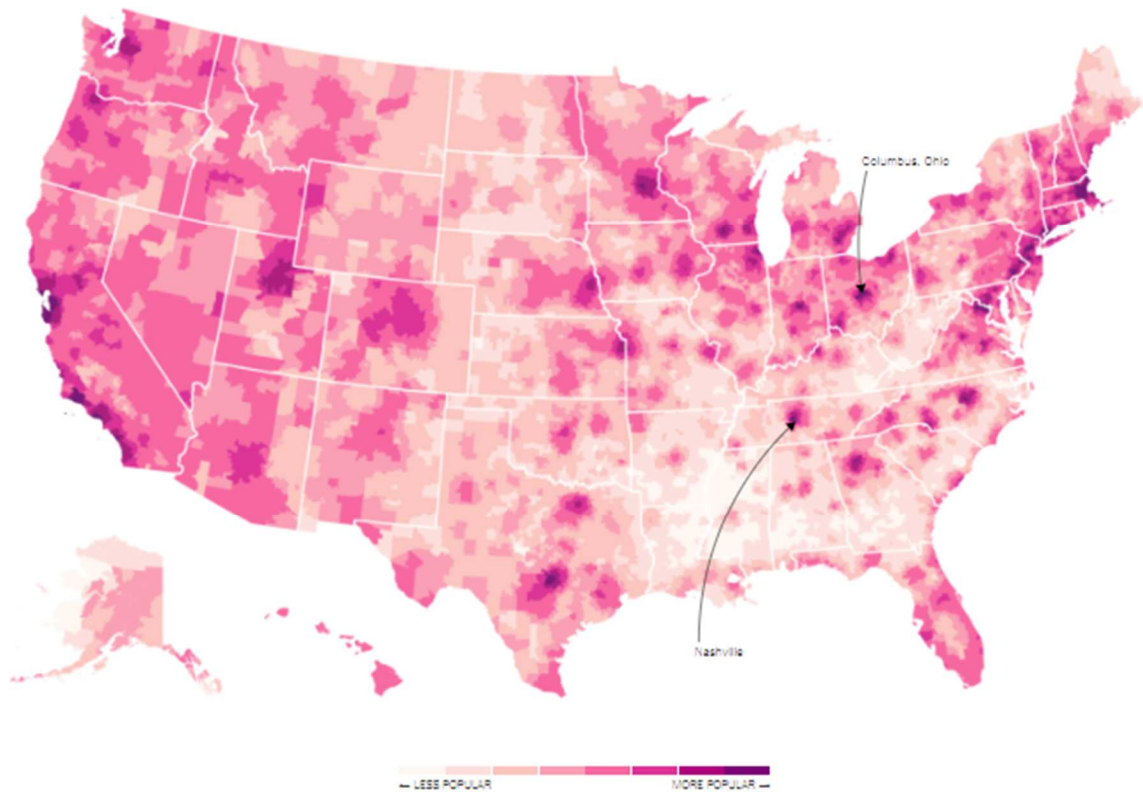 Columbus, Ohio
Nashville
← LESS POPULAR
MORE POPULAR →